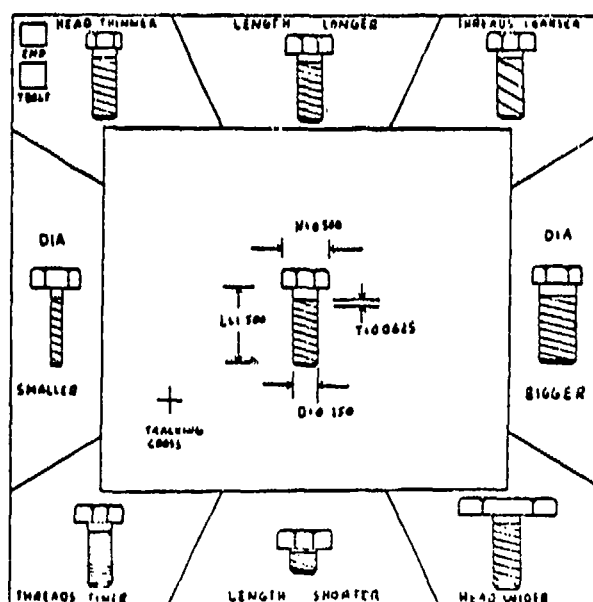 HEAD THINNER
LENGTH LONGER
THREADS COARSER
END
DIA
DIA
SMALLER
BIGGER
TRACKING
CROSS
THREADS FINER
LENGTH SHORTER
HEAD WIDER